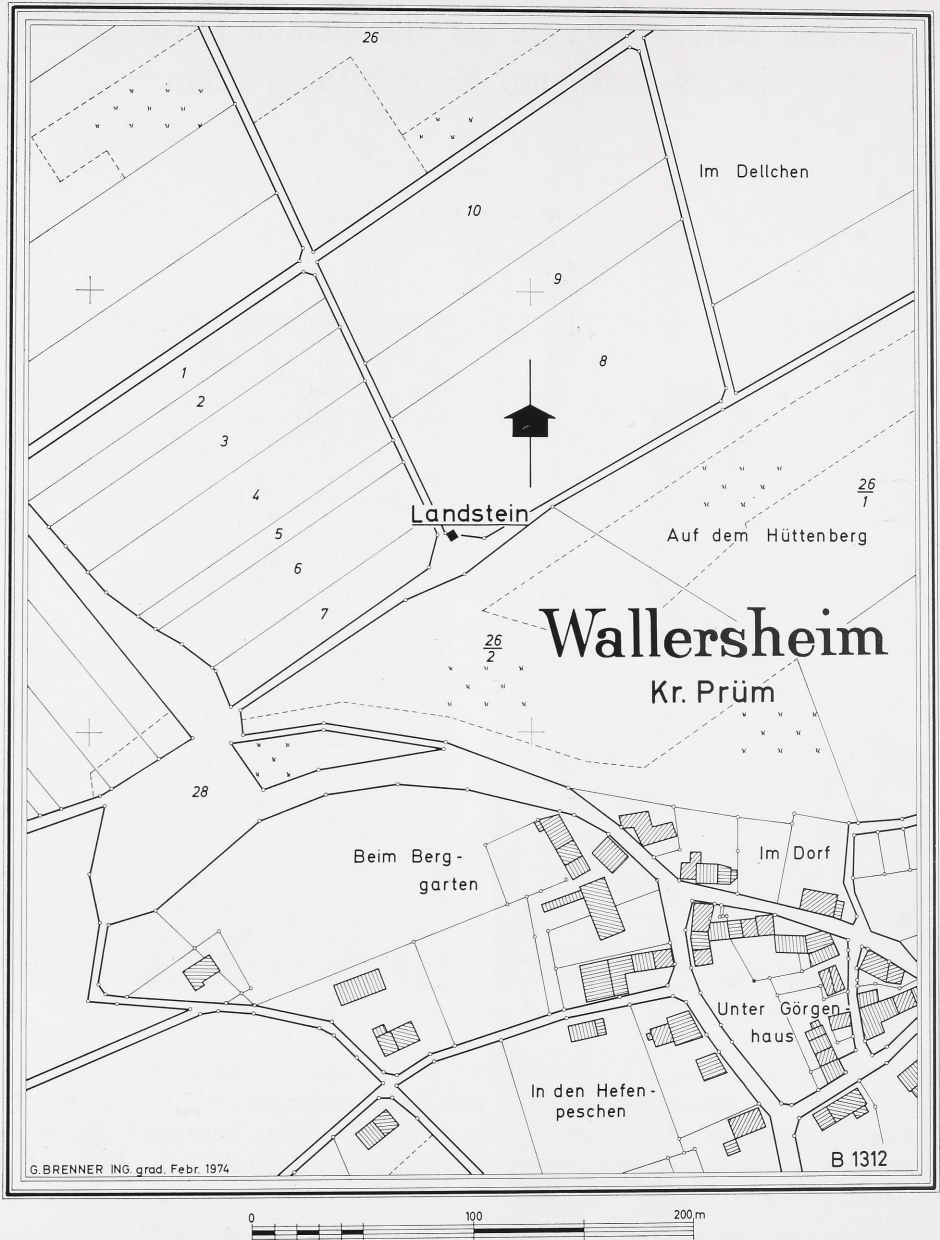 26
Im Dellchen
10
9
8
1
2
3
4
5
6
7
Landstein
26
1
Auf dem Hüttenberg
Wallersheim
Kr. Prüm
26
2
28
Beim Berg-
garten
Im Dorf
Unter Görgen-
haus
In den Hefen-
peschen
G. BRENNER ING. grad. Febr. 1974
B 1312
0 100 200 m